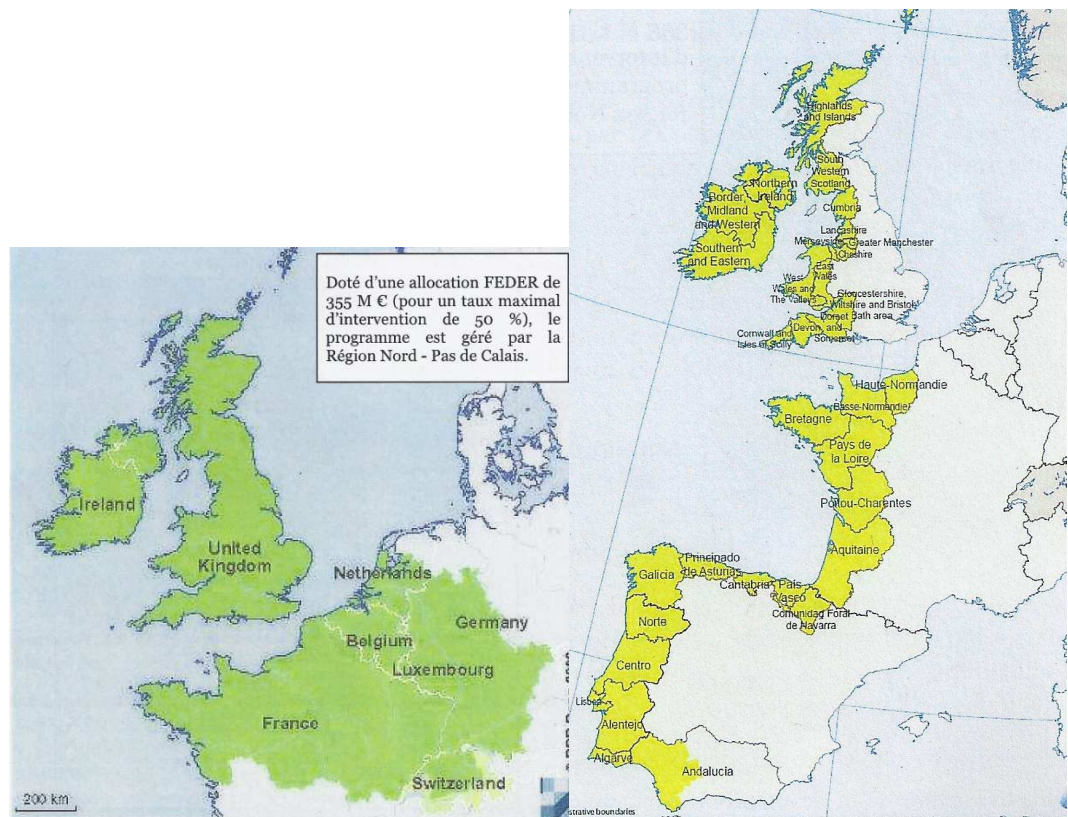 Doté d'une allocation FEDER de
355 M € (pour un taux maximal
d'intervention de 50 %), le
programme est géré par la
Région Nord - Pas de Calais.
Ireland
United
Kingdom
Netherlands
Germany
Belgium
Luxembourg
France
Switzerland
200 km
Highlands
and Islands
South
Western
Scotland
Northern
Ireland
Border,
Midland
and Western
Cumbria
Lancashire
Merseyside
Greater Manchester
Cheshire
Southern
and Eastern
East
Wales
West
Wales and
The Valleys
Gloucestershire,
Wiltshire and Bristol/
Bath area
Dorset
and
Somerset
Devon
Cornwall and
Isles of Scilly
Haute-Normandie
Basse-Normandie
Bretagne
Pays de
la Loire
Poitou-Charentes
Aquitaine
Principado
de Asturias
Galicia
Cantabria
País
Vasco
Comunidad Foral
de Navarra
Norte
Centro
Lisboa
Alentejo
Algarve
Andalucía
strative boundaries